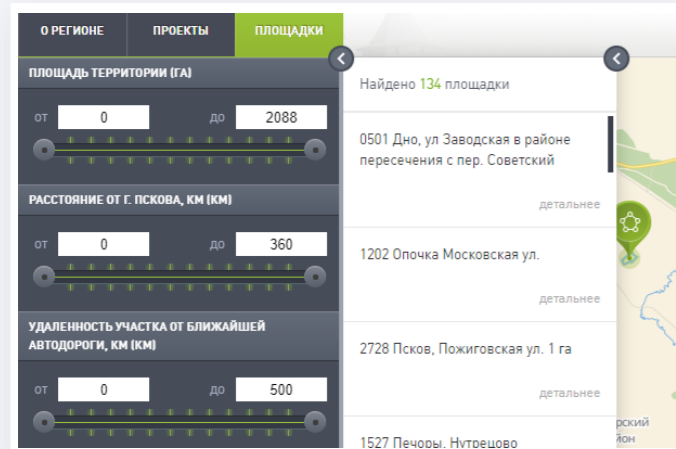 О РЕГИОНЕ ПРОЕКТЫ ПЛОЩАДКИ
ПЛОЩАДЬ ТЕРРИТОРИИ (ГА)
от 0 до 2088
РАССТОЯНИЕ ОТ Г. ПСКОВА, КМ (КМ)
от 0 до 360
УДАЛЕННОСТЬ УЧАСТКА ОТ БЛИЖАЙШЕЙ
АВТОДОРОГИ, КМ (КМ)
от 0 до 500
Найдено 134 площадки
0501 Дно, ул Заводская в районе
пересечения с пер. Советский
детальнее
1202 Опочка Московская ул.
детальнее
2728 Псков, Пожиговская ул. 1 га
детальнее
1527 Печоры, Нутрецово